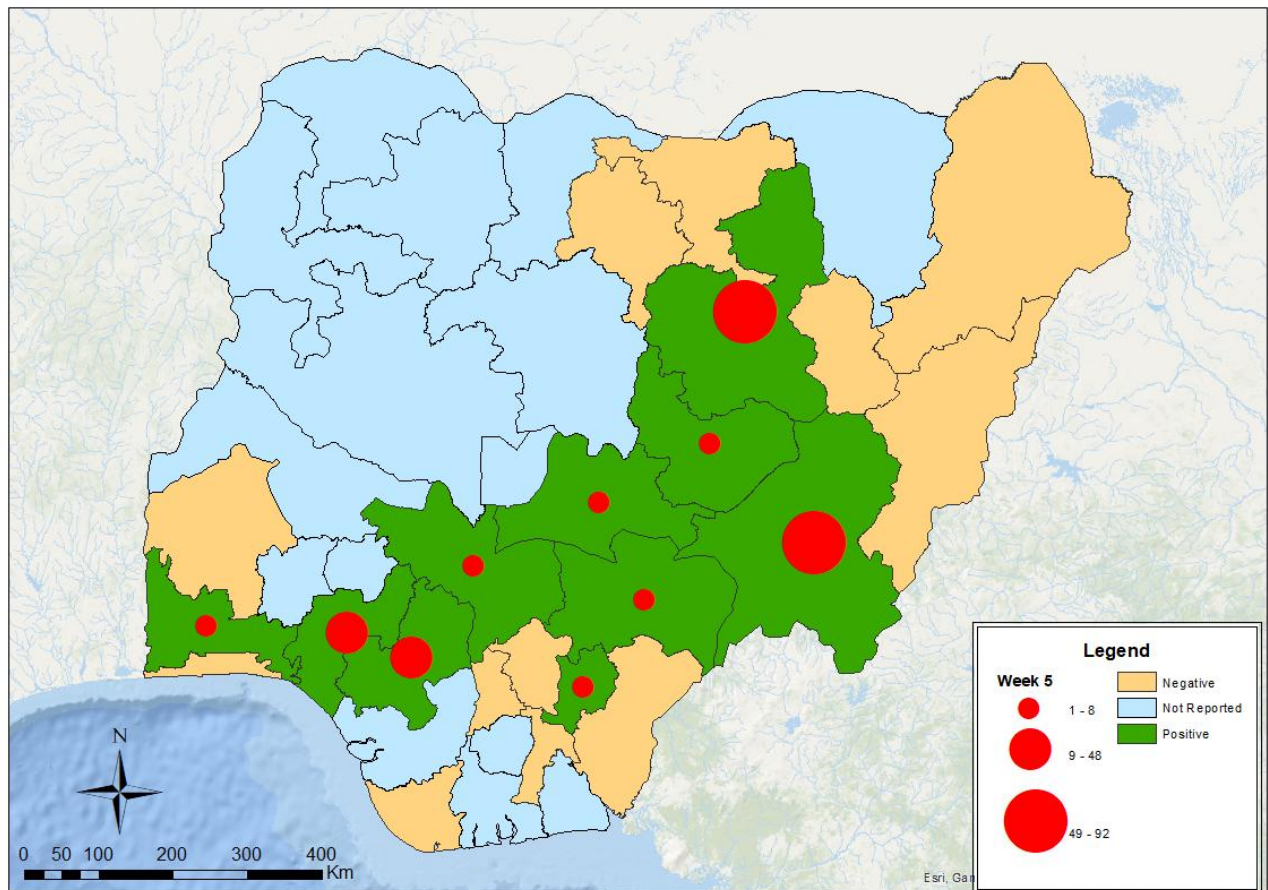 N
0 50 100 200 300 400
Km
Legend
Week 5
1 - 8
9 - 48
49 - 92
Negative
Not Reported
Positive
Esri, Gar